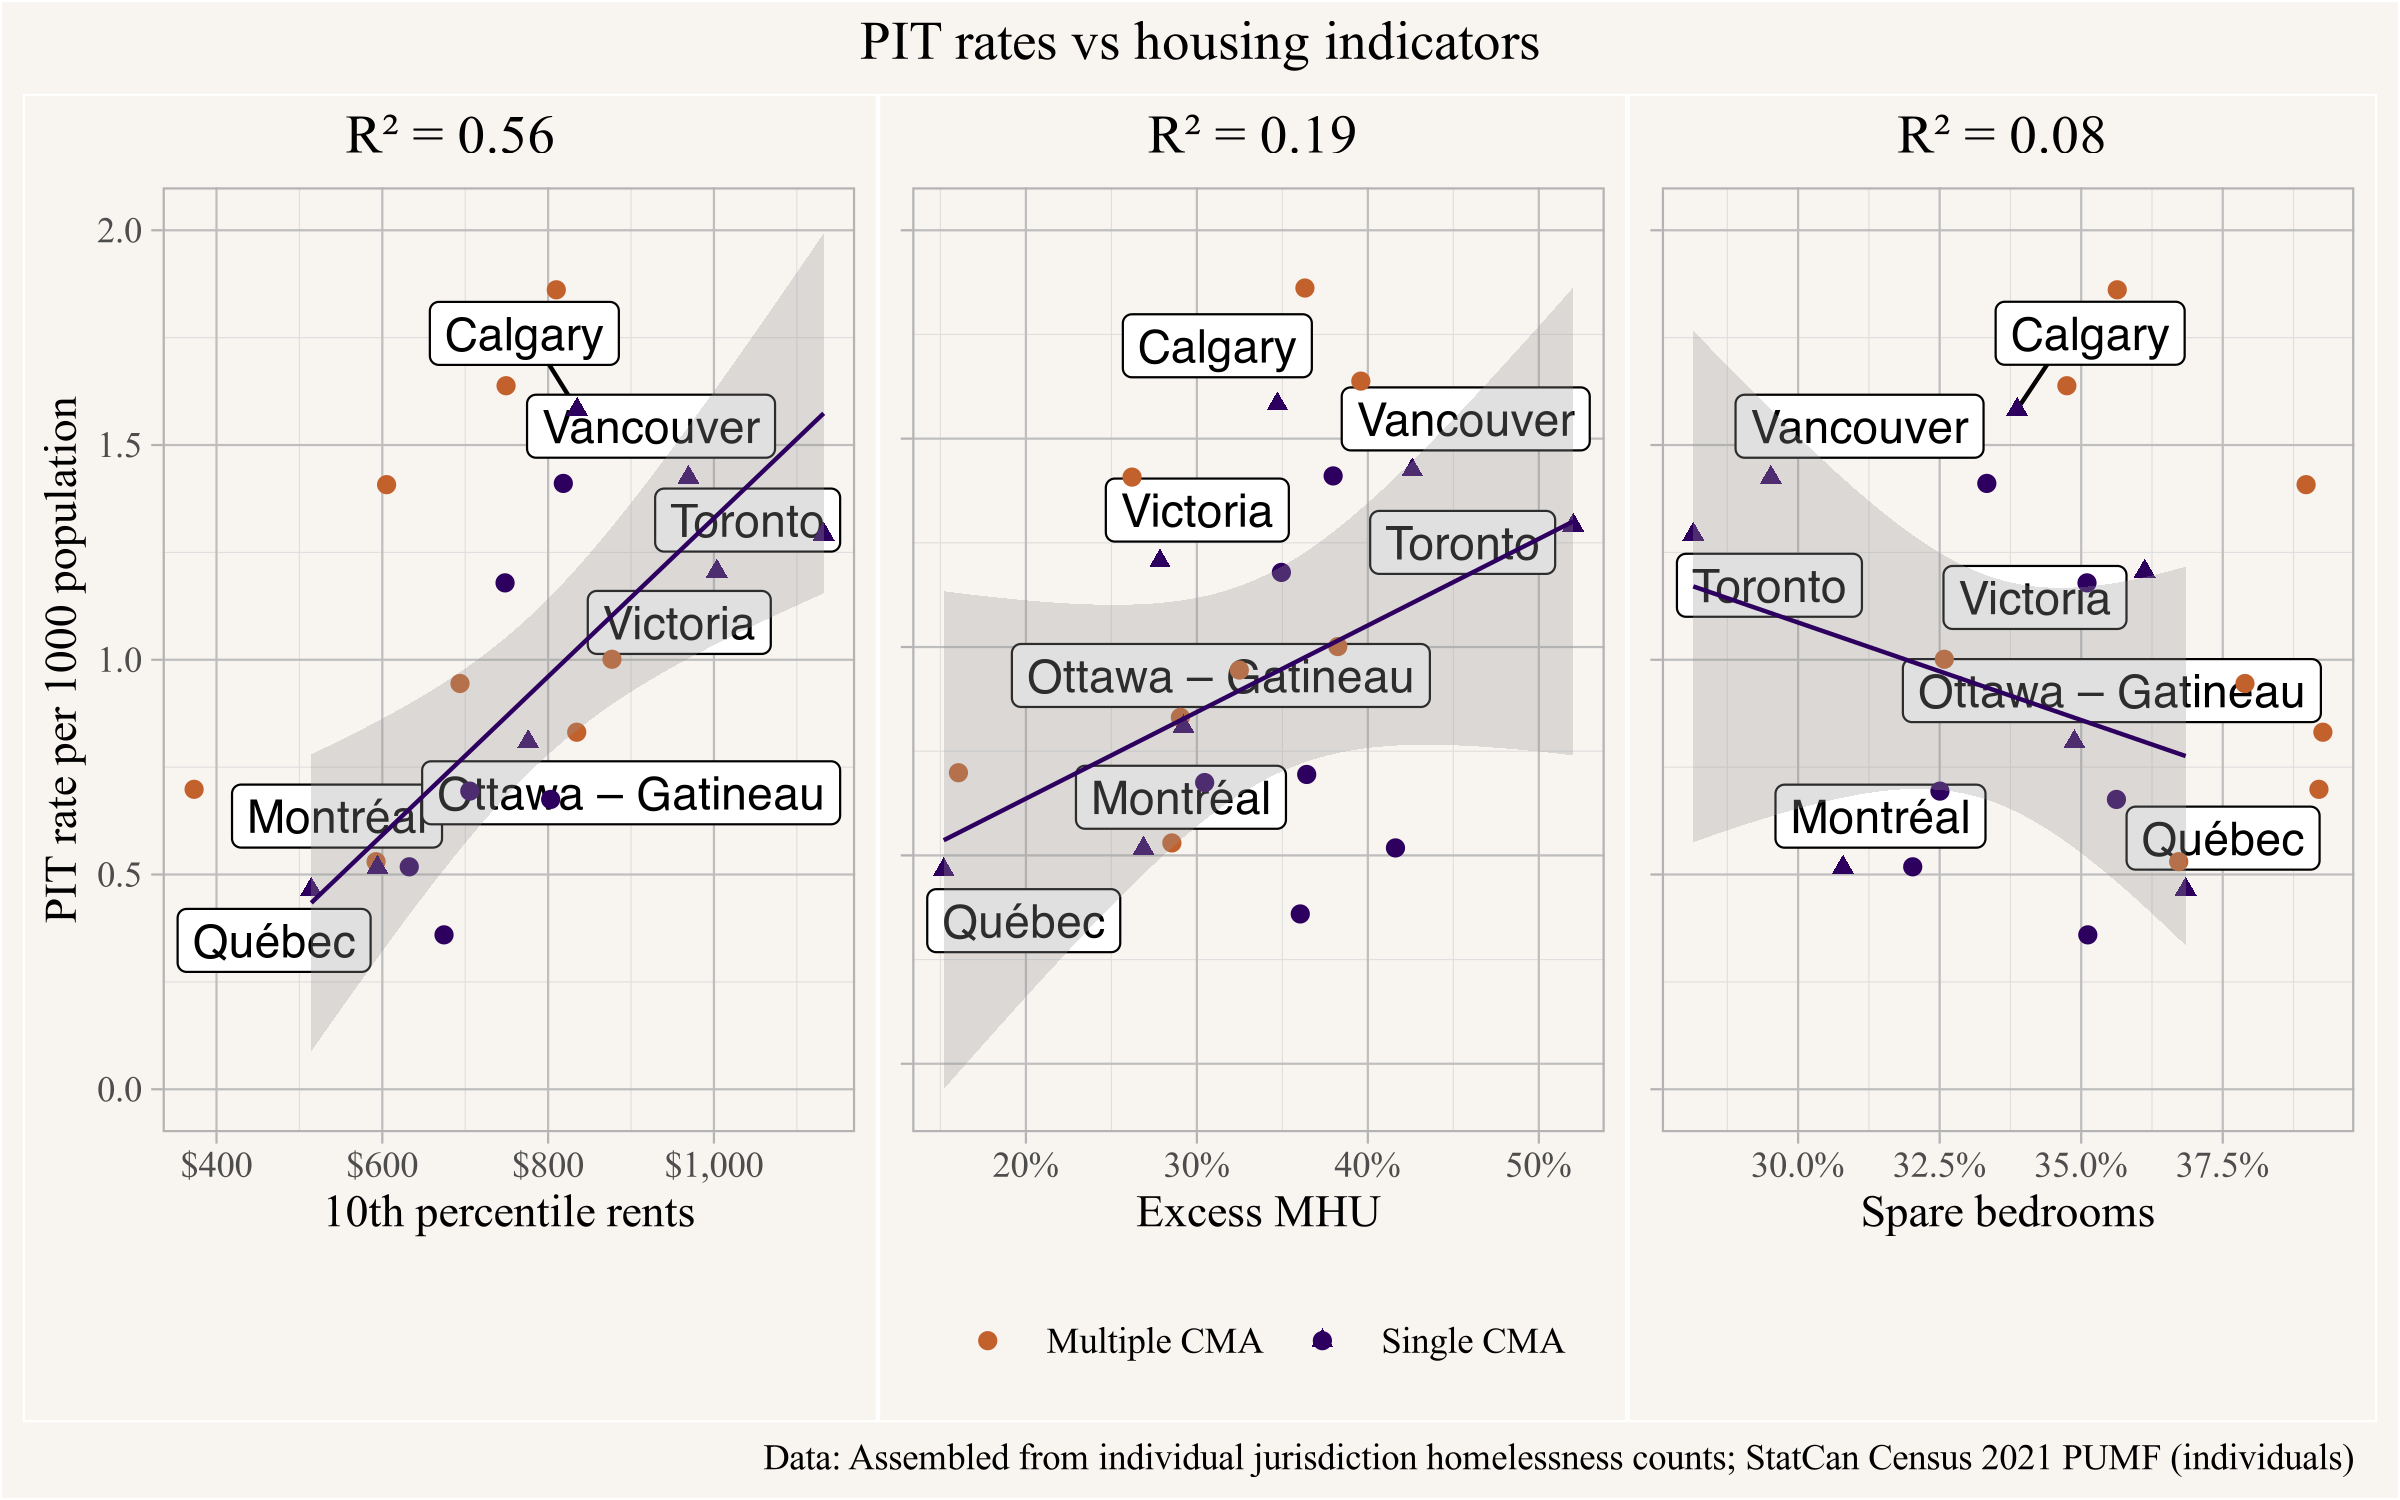 PIT rates vs housing indicators
R² = 0.56
R² = 0.19
R² = 0.08
PIT rate per 1000 population
2.0
1.5
1.0
0.5
0.0
Calgary
Vancouver
Toronto
Victoria
Ottawa – Gatineau
Montréal
Québec
$400 $600 $800 $1,000
10th percentile rents
Calgary
Vancouver
Victoria
Toronto
Ottawa – Gatineau
Montréal
Québec
20% 30% 40% 50%
Excess MHU
Calgary
Vancouver
Toronto
Victoria
Ottawa – Gatineau
Montréal
Québec
30.0% 32.5% 35.0% 37.5%
Spare bedrooms
Multiple CMA Single CMA
Data: Assembled from individual jurisdiction homelessness counts; StatCan Census 2021 PUMF (individuals)